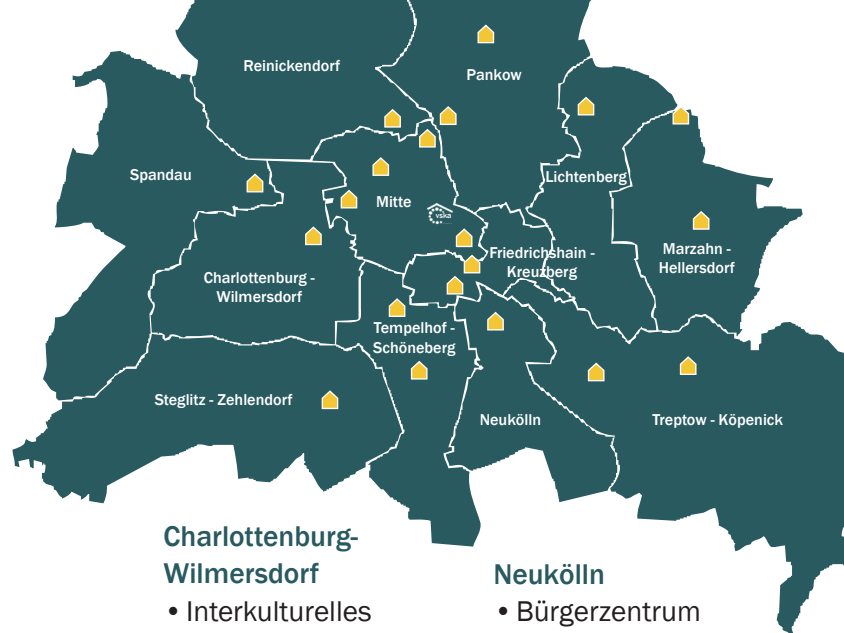 Reinickendorf
Pankow
Spandau
Lichtenberg
Mitte
vska
Friedrichshain -
Kreuzberg
Marzahn -
Hellersdorf
Charlottenburg -
Wilmersdorf
Tempelhof -
Schöneberg
Steglitz - Zehlendorf
Neukölln
Treptow - Köpenick
Charlottenburg-
Wilmersdorf
• Interkulturelles
Neukölln
• Bürgerzentrum